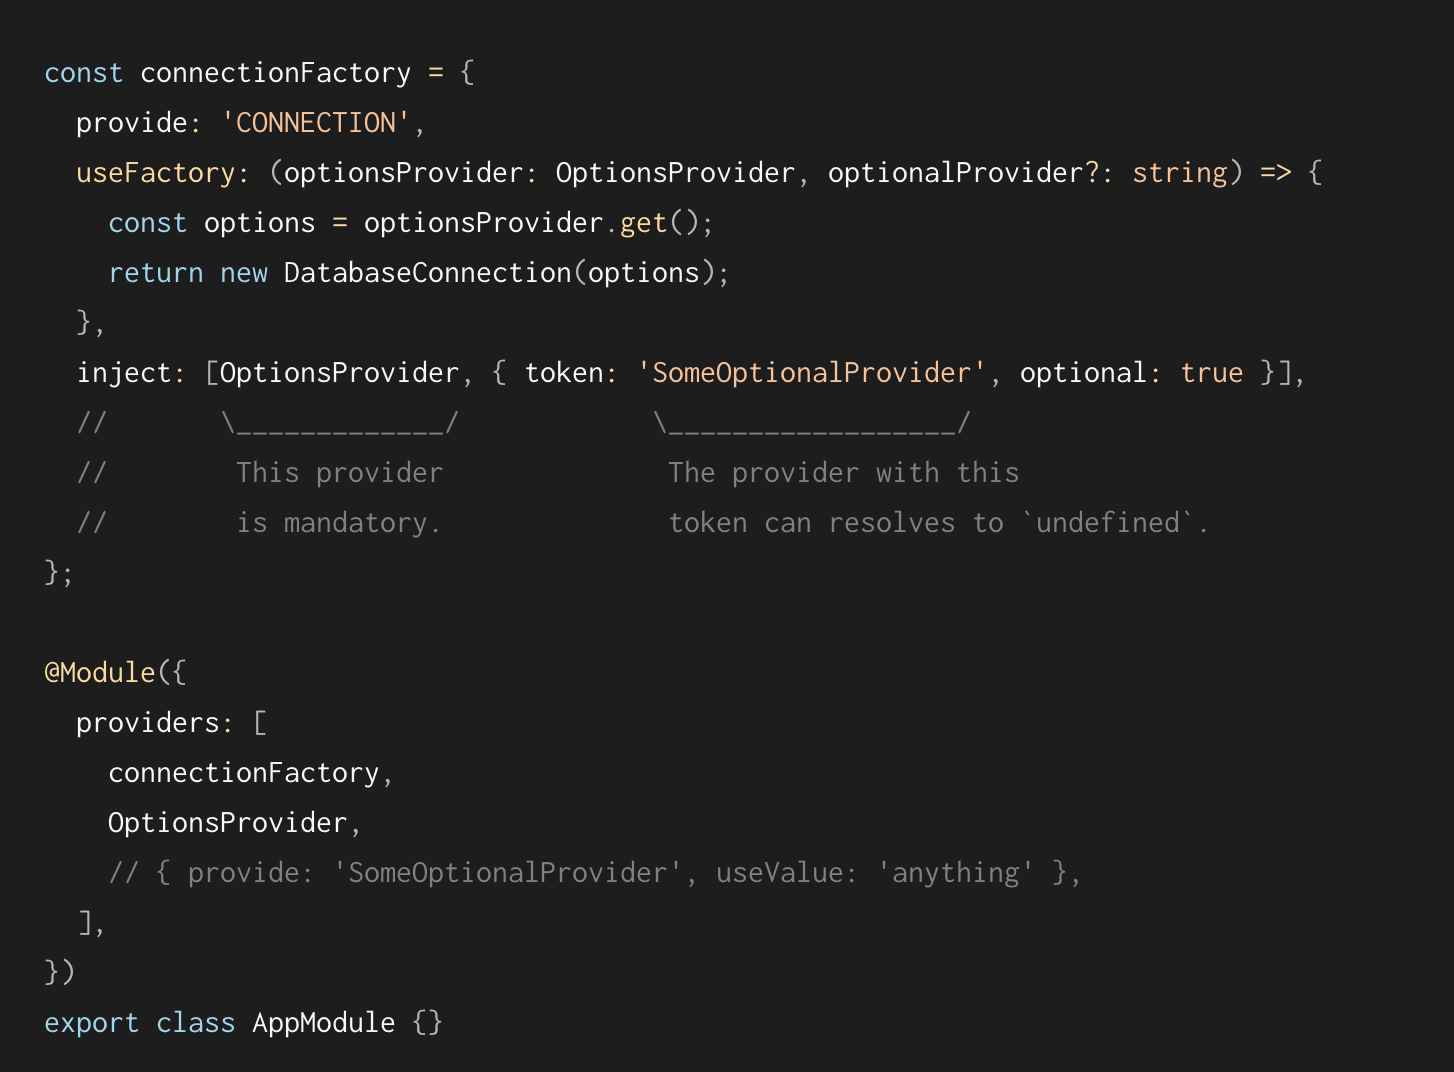 const connectionFactory = {
  provide: 'CONNECTION',
  useFactory: (optionsProvider: OptionsProvider, optionalProvider?: string) => {
    const options = optionsProvider.get();
    return new DatabaseConnection(options);
  },
  inject: [OptionsProvider, { token: 'SomeOptionalProvider', optional: true }],
  //       \_____________/            \__________________/
  //        This provider              The provider with this
  //        is mandatory.              token can resolves to `undefined`.
};

@Module({
  providers: [
    connectionFactory,
    OptionsProvider,
    // { provide: 'SomeOptionalProvider', useValue: 'anything' },
  ],
})
export class AppModule {}